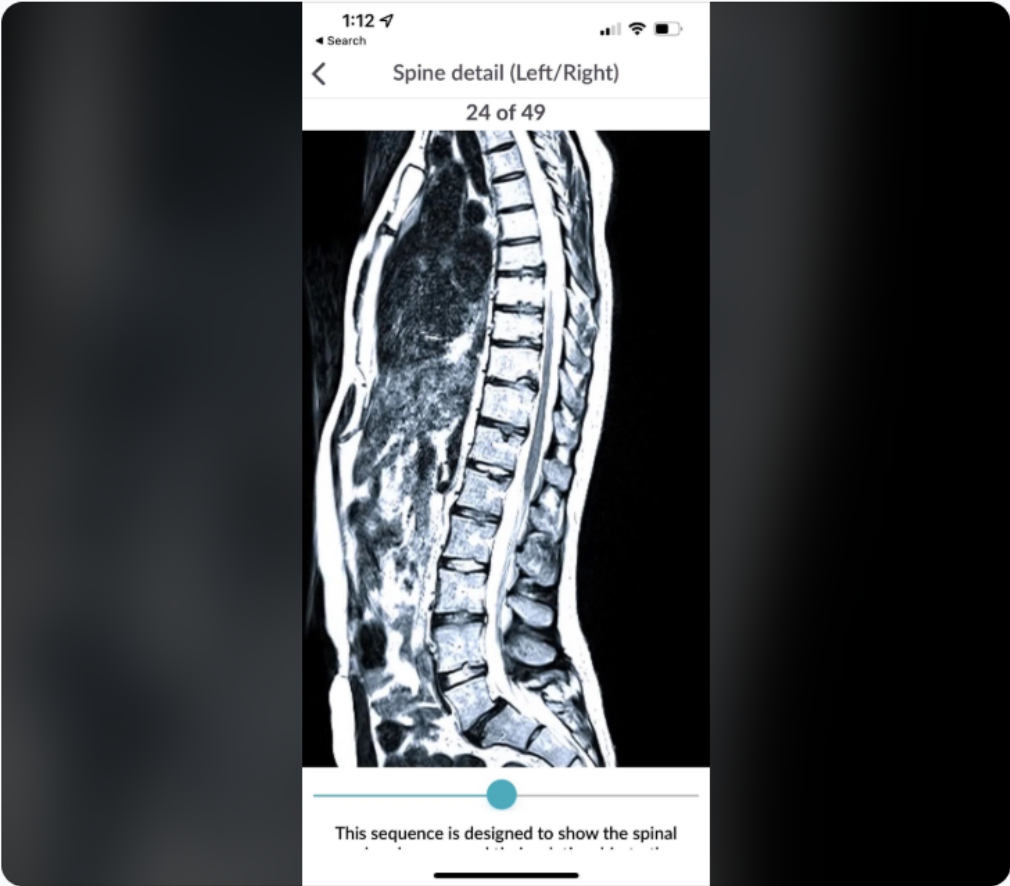 1:12
◀ Search
Spine detail (Left/Right)
24 of 49
This sequence is designed to show the spinal